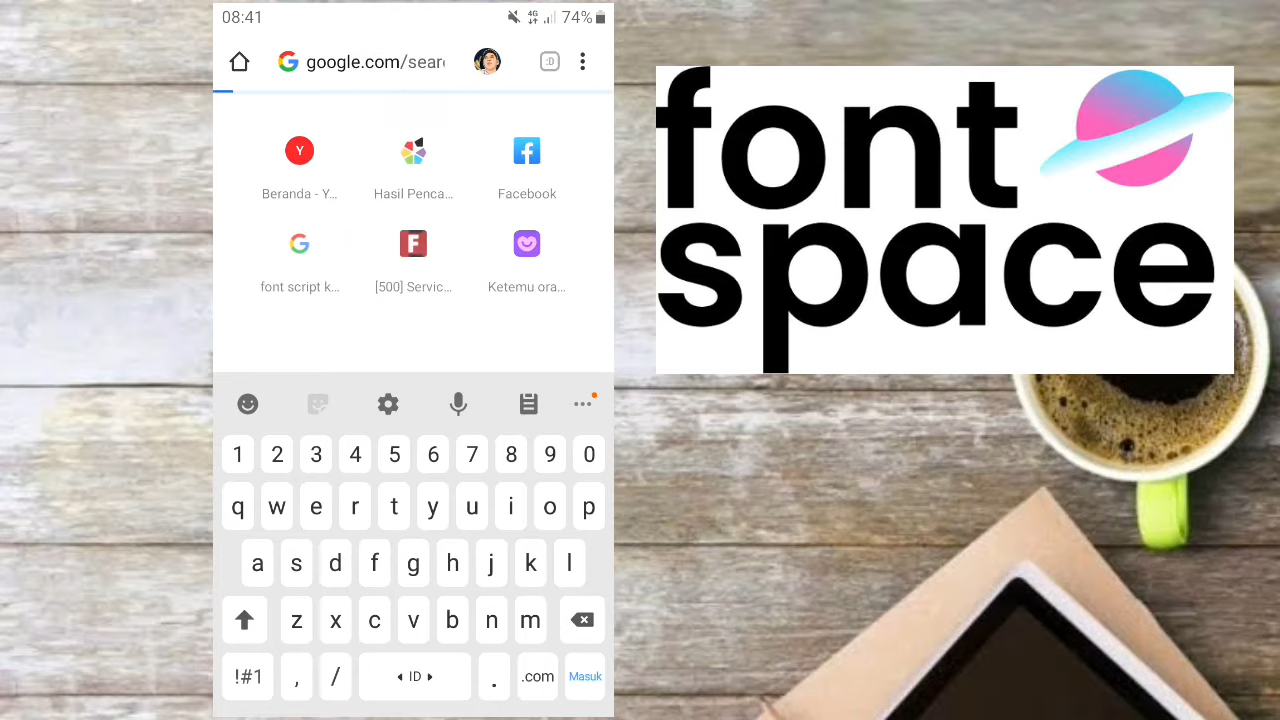 08:41
4G
74%
google.com/sear
:D
Y
Beranda - Y...
Hasil Penca...
Facebook
font script k...
F
[500] Servic...
Ketemu ora...
1 2 3 4 5 6 7 8 9 0
q w e r t y u i o p
a s d f g h j k l
z x c v b n m
!#1 , / ID . .com Masuk
font
space